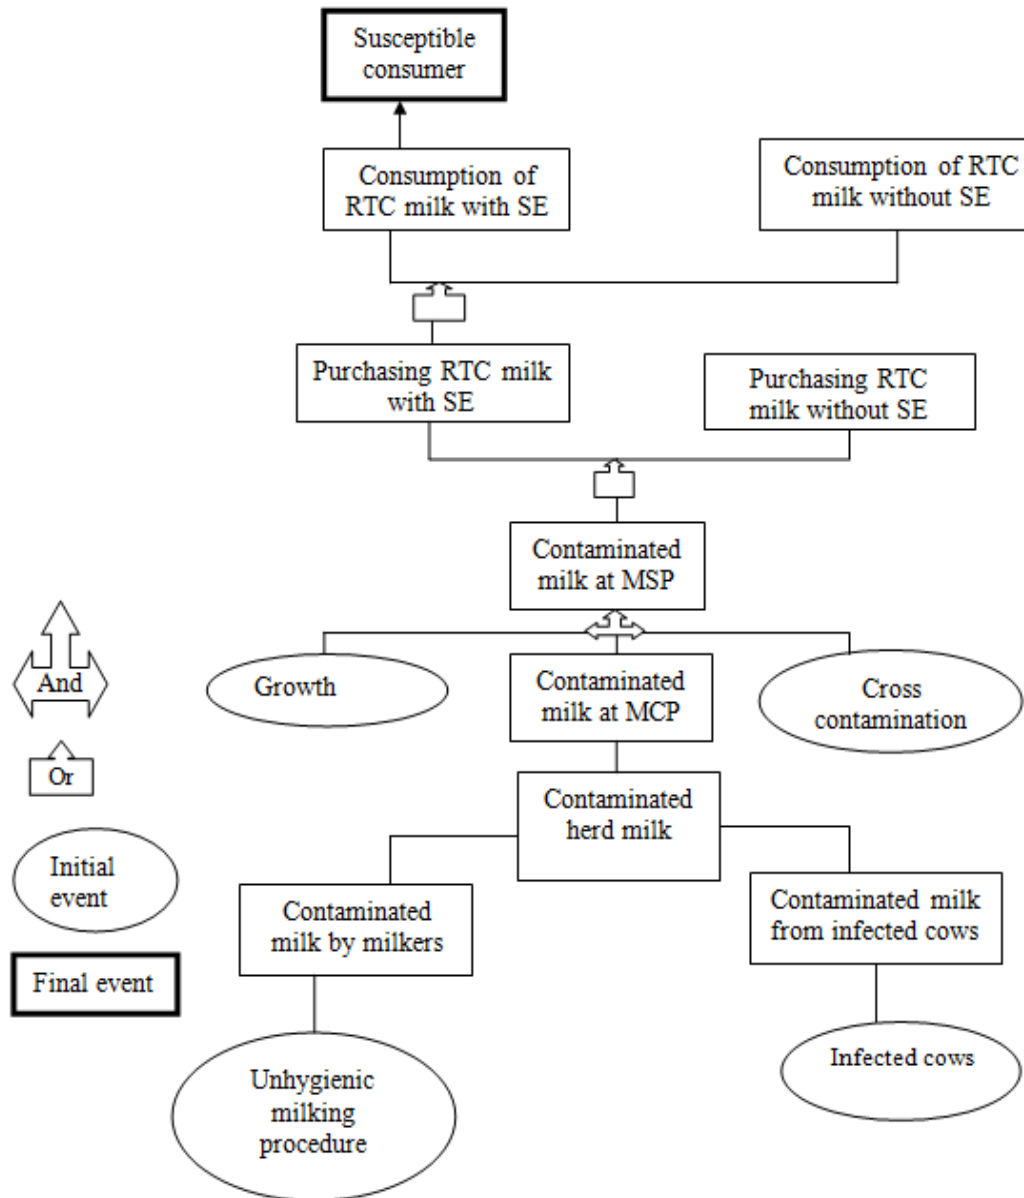 Susceptible
consumer
Consumption of
RTC milk with SE
Consumption of RTC
milk without SE
Purchasing RTC milk
with SE
Purchasing RTC
milk without SE
Contaminated
milk at MSP
And
Growth
Contaminated
milk at MCP
Cross
contamination
Or
Contaminated
herd milk
Initial
event
Contaminated
milk by milkers
Contaminated milk
from infected cows
Final event
Unhygienic
milking
procedure
Infected cows